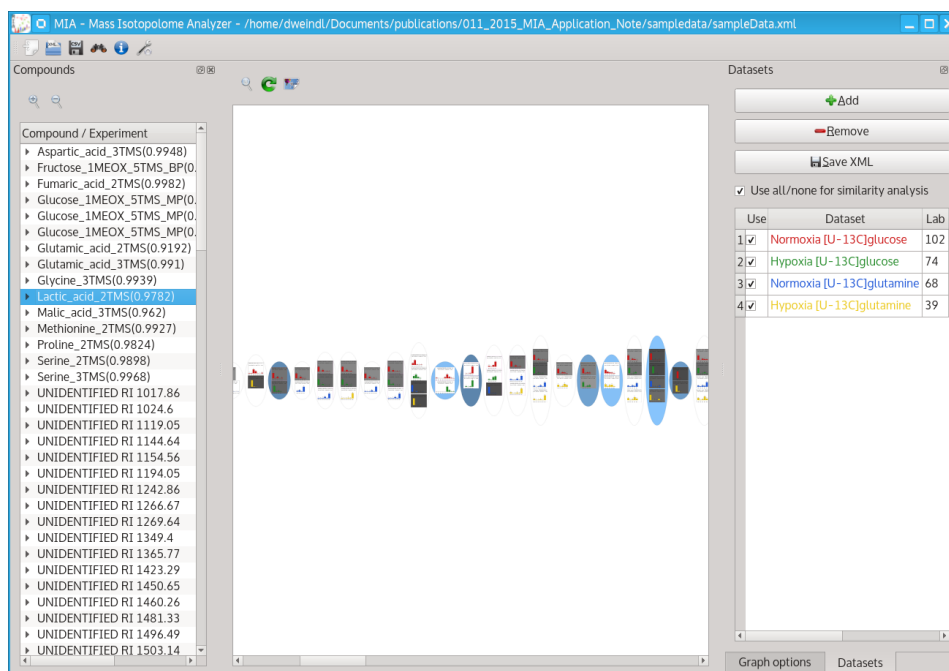 MIA - Mass Isotopolome Analyzer - /home/dweindl/Documents/publications/011_2015_MIA_Application_Note/sampledata/sampleData.xml
Compounds
Compound / Experiment
Aspartic_acid_3TMS(0.9948)
Fructose_1MEOX_5TMS_BP(0.
Fumaric_acid_2TMS(0.9982)
Glucose_1MEOX_5TMS_MP(0.
Glucose_1MEOX_5TMS_MP(0.
Glucose_1MEOX_5TMS_MP(0.
Glutamic_acid_2TMS(0.9192)
Glutamic_acid_3TMS(0.991)
Glycine_3TMS(0.9939)
Lactic_acid_2TMS(0.9782)
Malic_acid_3TMS(0.962)
Methionine_2TMS(0.9927)
Proline_2TMS(0.9824)
Serine_2TMS(0.9898)
Serine_3TMS(0.9968)
UNIDENTIFIED RI 1017.86
UNIDENTIFIED RI 1024.6
UNIDENTIFIED RI 1119.05
UNIDENTIFIED RI 1144.64
UNIDENTIFIED RI 1154.56
UNIDENTIFIED RI 1194.05
UNIDENTIFIED RI 1242.86
UNIDENTIFIED RI 1266.67
UNIDENTIFIED RI 1269.64
UNIDENTIFIED RI 1349.4
UNIDENTIFIED RI 1365.77
UNIDENTIFIED RI 1423.29
UNIDENTIFIED RI 1450.65
UNIDENTIFIED RI 1460.26
UNIDENTIFIED RI 1481.33
UNIDENTIFIED RI 1496.49
UNIDENTIFIED RI 1503.14
Datasets
Add
Remove
Save XML
Use all/none for similarity analysis
Use Dataset Lab
1 Normoxia [U-13C]glucose 102
2 Hypoxia [U-13C]glucose 74
3 Normoxia [U-13C]glutamine 68
4 Hypoxia [U-13C]glutamine 39
Graph options Datasets